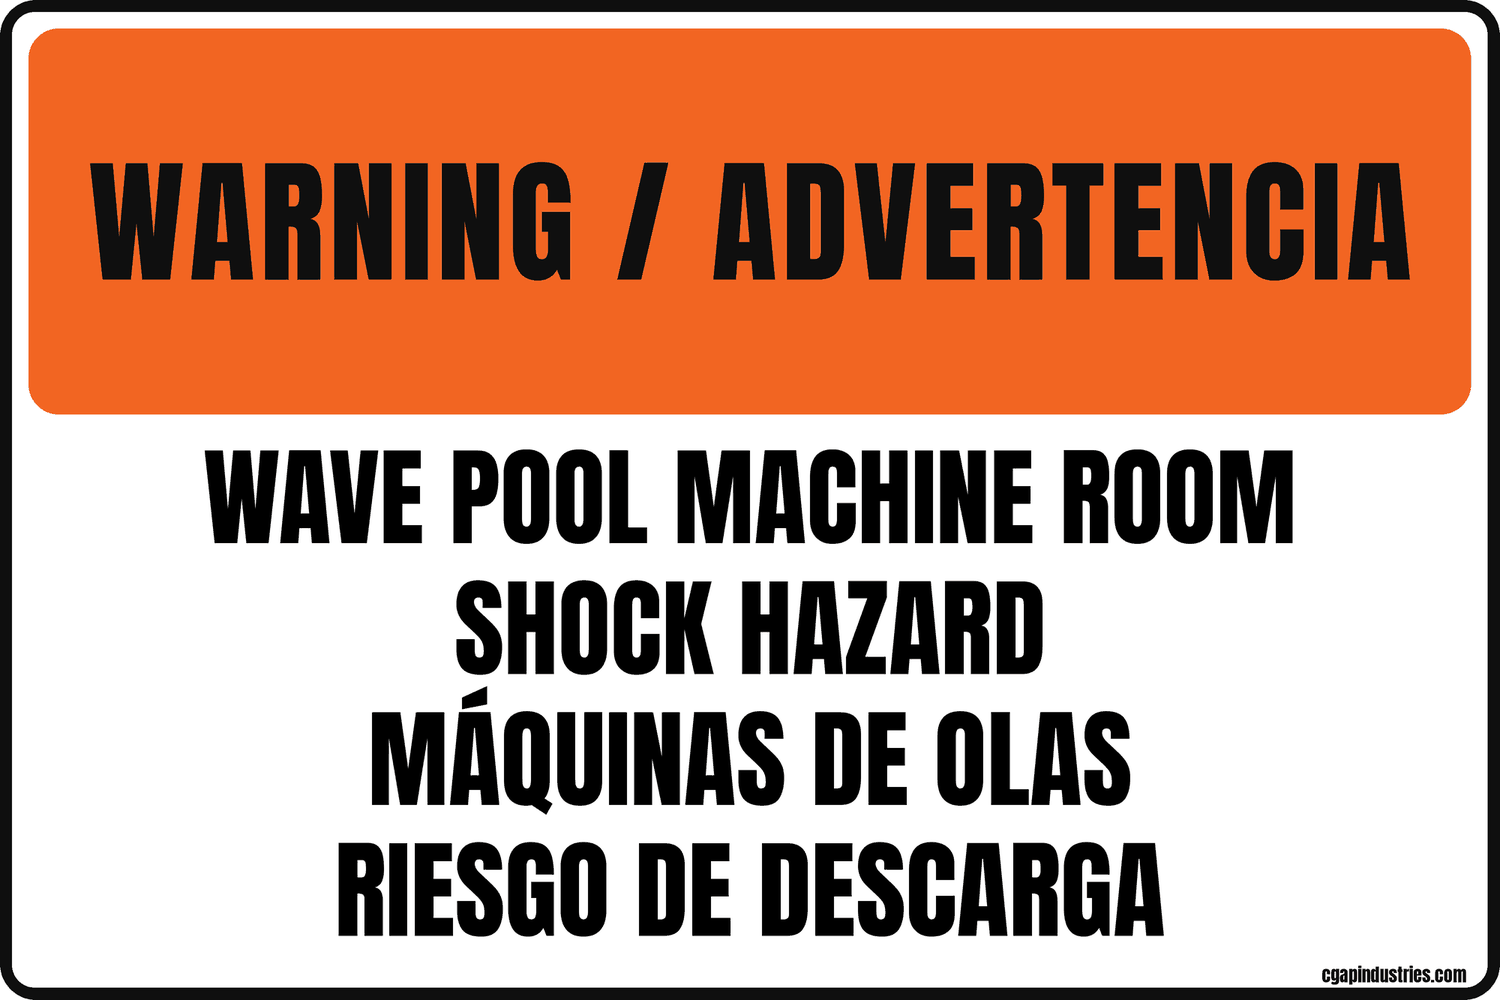 WARNING / ADVERTENCIA
WAVE POOL MACHINE ROOM
SHOCK HAZARD
MÁQUINAS DE OLAS
RIESGO DE DESCARGA
cgapindustries.com